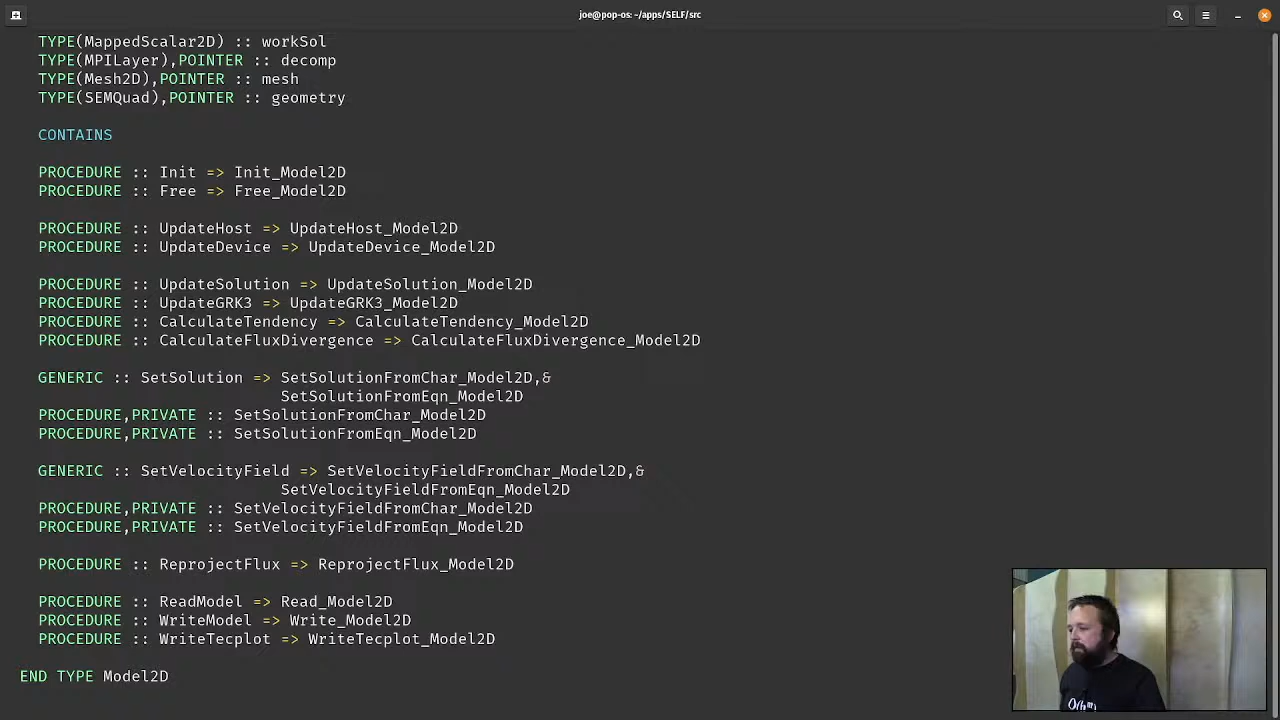 joe@pop-os: ~/apps/SELF/src
TYPE(MappedScalar2D) :: workSol
TYPE(MPILayer),POINTER :: decomp
TYPE(Mesh2D),POINTER :: mesh
TYPE(SEMQuad),POINTER :: geometry
CONTAINS
PROCEDURE :: Init => Init_Model2D
PROCEDURE :: Free => Free_Model2D
PROCEDURE :: UpdateHost => UpdateHost_Model2D
PROCEDURE :: UpdateDevice => UpdateDevice_Model2D
PROCEDURE :: UpdateSolution => UpdateSolution_Model2D
PROCEDURE :: UpdateGRK3 => UpdateGRK3_Model2D
PROCEDURE :: CalculateTendency => CalculateTendency_Model2D
PROCEDURE :: CalculateFluxDivergence => CalculateFluxDivergence_Model2D
GENERIC :: SetSolution => SetSolutionFromChar_Model2D,&
SetSolutionFromEqn_Model2D
PROCEDURE,PRIVATE :: SetSolutionFromChar_Model2D
PROCEDURE,PRIVATE :: SetSolutionFromEqn_Model2D
GENERIC :: SetVelocityField => SetVelocityFieldFromChar_Model2D,&
SetVelocityFieldFromEqn_Model2D
PROCEDURE,PRIVATE :: SetVelocityFieldFromChar_Model2D
PROCEDURE,PRIVATE :: SetVelocityFieldFromEqn_Model2D
PROCEDURE :: ReprojectFlux => ReprojectFlux_Model2D
PROCEDURE :: ReadModel => Read_Model2D
PROCEDURE :: WriteModel => Write_Model2D
PROCEDURE :: WriteTecplot => WriteTecplot_Model2D
END TYPE Model2D